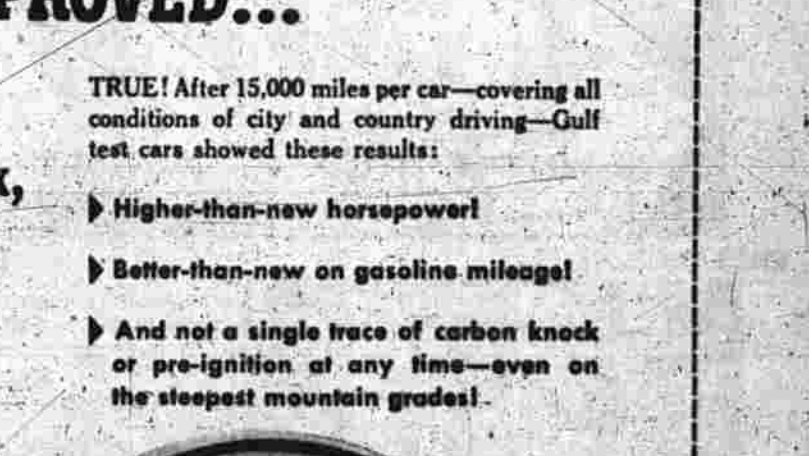 TRUE! After 15,000 miles per car—covering all
conditions of city and country driving—Gulf
test cars showed these results:
Higher-than-new horsepower!
Better-than-new on gasoline mileage!
And not a single trace of carbon knock
or pre-ignition at any time—even on
the steepest mountain grades!